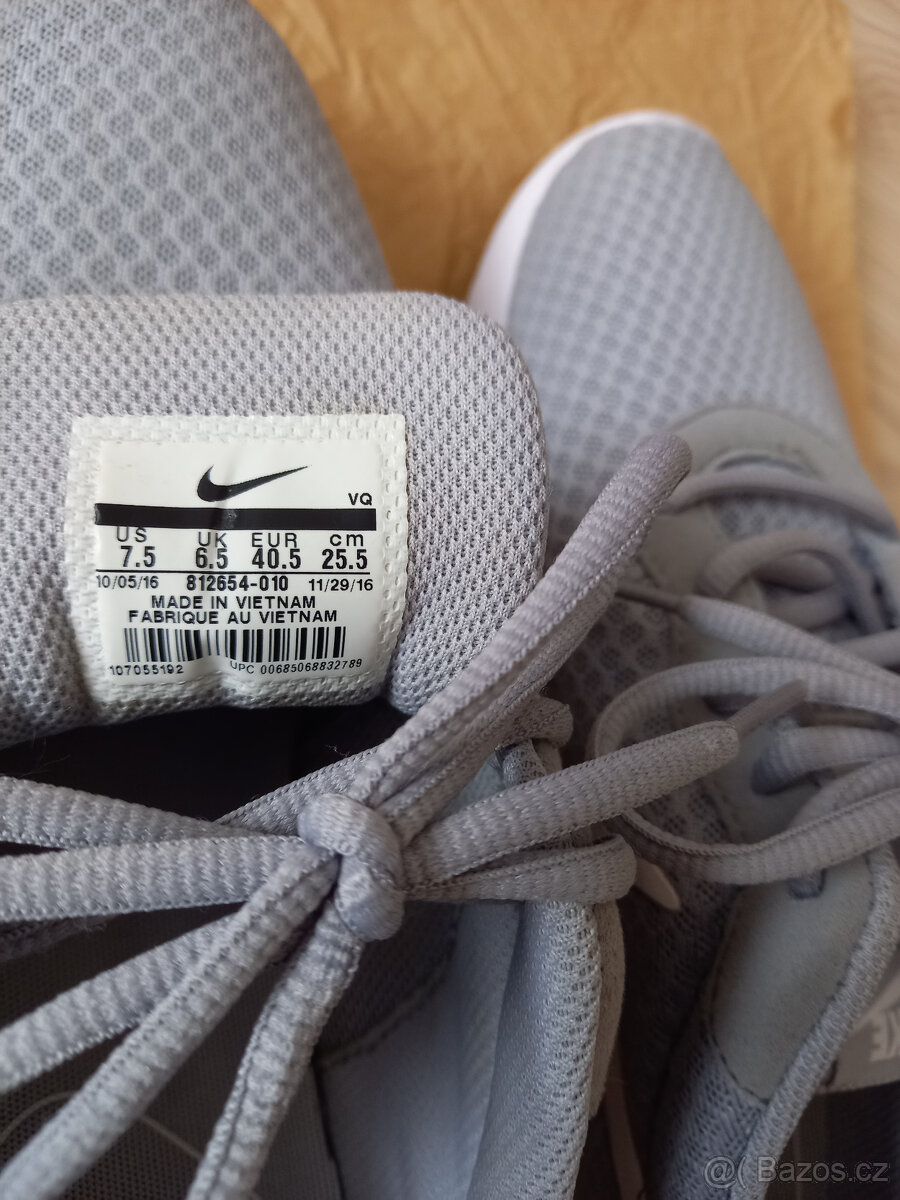 VQ
US UK EUR cm
7.5 6.5 40.5 25.5
10/05/16 812654-010 11/29/16
MADE IN VIETNAM
FABRIQUE AU VIETNAM
107055192 UPC 00685068832789
NIKE
@( Bazos.cz